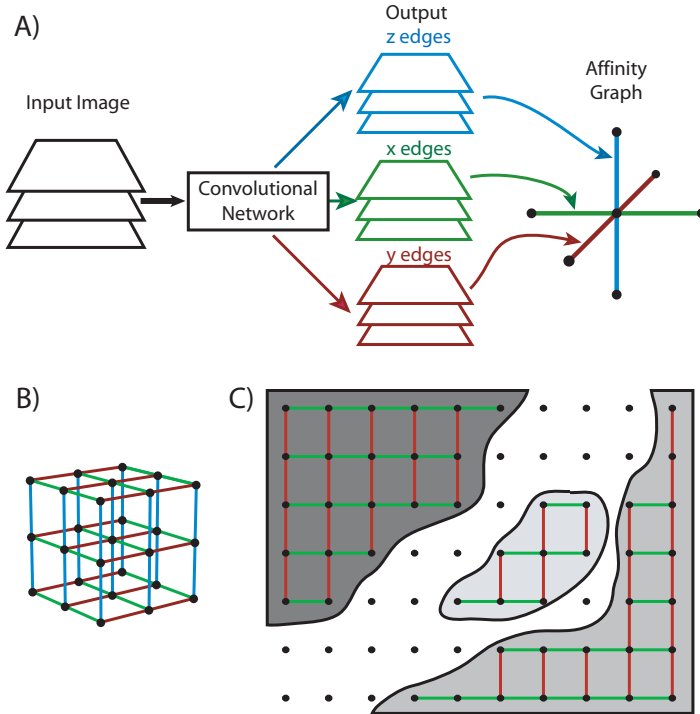 A)
Output
z edges
Input Image
Affinity
Graph
x edges
Convolutional
Network
y edges
B)
C)